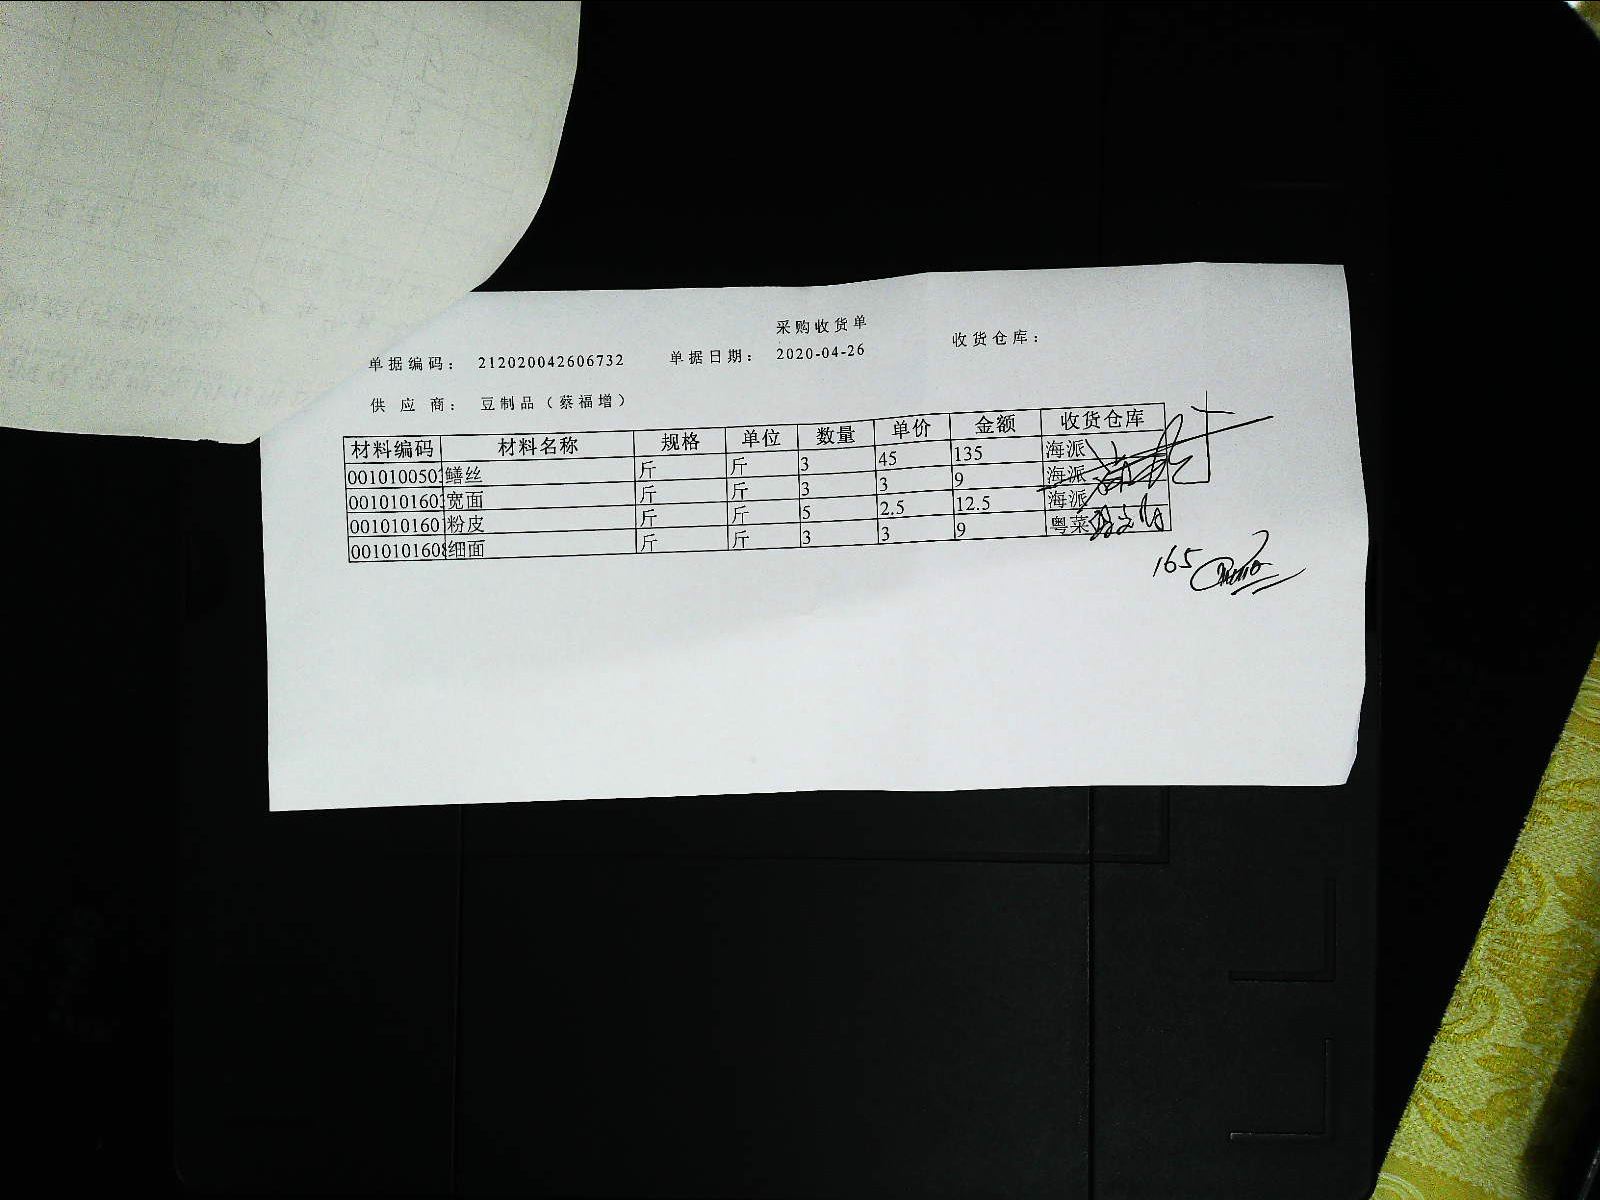 采购收货单
单据编码： 212020042606732 单据日期： 2020-04-26 收货仓库：
供应商： 豆制品（蔡福增）
材料编码 材料名称 规格 单位 数量 单价 金额 收货仓库
001010050 鳝丝 斤 斤 3 45 135 海派
001010160 宽面 斤 斤 3 3 9 海派
001010160 粉皮 斤 斤 5 2.5 12.5 海派
001010160 细面 斤 斤 3 3 9 粤菜
165